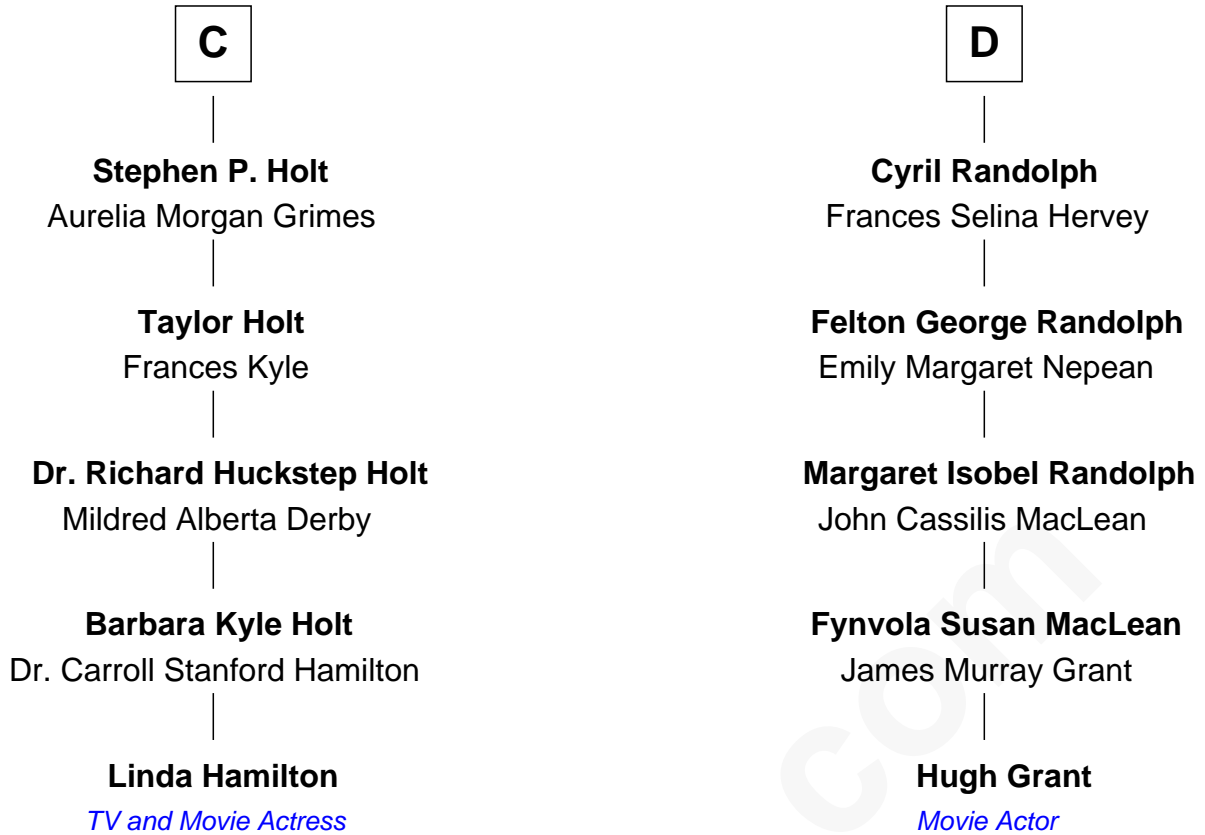 C
Stephen P. Holt
Aurelia Morgan Grimes
Taylor Holt
Frances Kyle
Dr. Richard Huckstep Holt
Mildred Alberta Derby
Barbara Kyle Holt
Dr. Carroll Stanford Hamilton
Linda Hamilton
TV and Movie Actress
D
Cyril Randolph
Frances Selina Hervey
Felton George Randolph
Emily Margaret Nepean
Margaret Isobel Randolph
John Cassilis MacLean
Fynvola Susan MacLean
James Murray Grant
Hugh Grant
Movie Actor
com